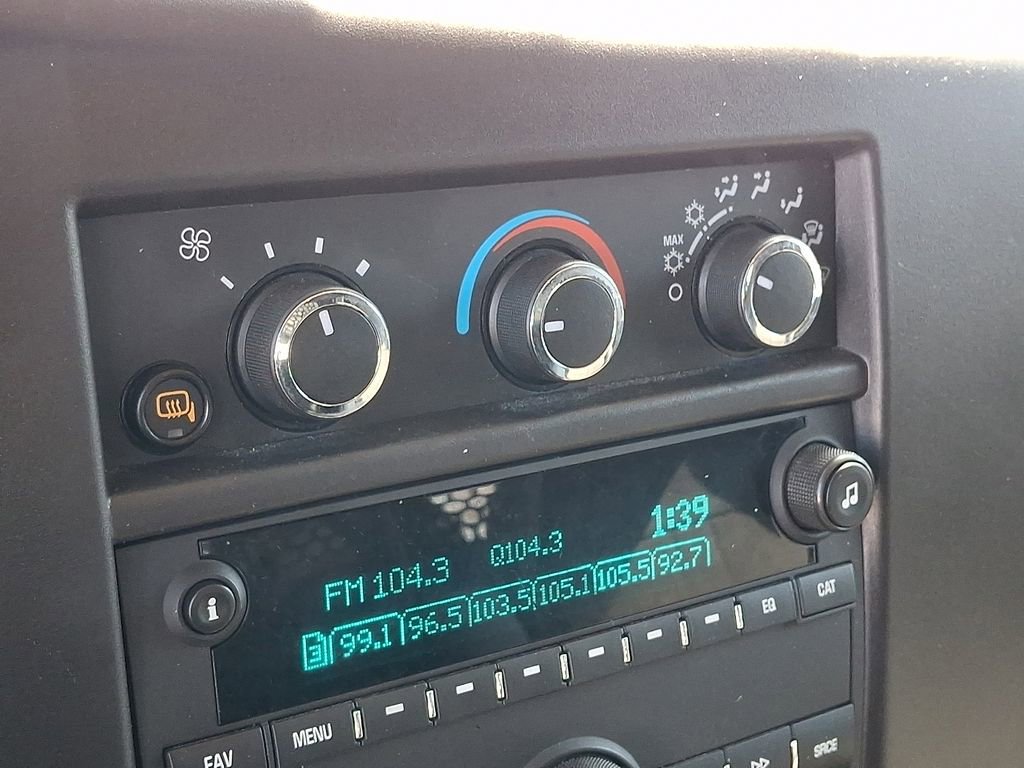 MAX
1:39
FM 104.3 Q104.3
3 99.1 96.5 103.5 105.1 105.5 92.7
i
FAV MENU EQ CAT
SRCE